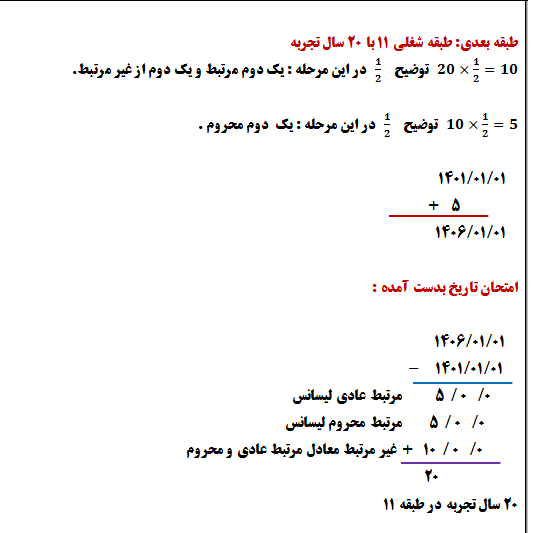 طبقه بعدی: طبقه شغلی ۱۱ با ۲۰ سال تجربه
20 × 1/2 = 10 توضیح 1/2 در این مرحله : یک دوم مرتبط و یک دوم از غیر مرتبط.
10 × 1/2 = 5 توضیح 1/2 در این مرحله : یک دوم محروم .
۱۴۰۱/۰۱/۰۱
+ ۵
۱۴۰۶/۰۱/۰۱
امتحان تاریخ بدست آمده :
۱۴۰۶/۰۱/۰۱
− ۱۴۰۱/۰۱/۰۱
۵ / ۰ /۰ مرتبط عادی لیسانس
۵ / ۰ /۰ مرتبط محروم لیسانس
+ ۱۰ /۰ /۰ غیر مرتبط معادل مرتبط عادی و محروم
۲۰
۲۰ سال تجربه در طبقه ۱۱